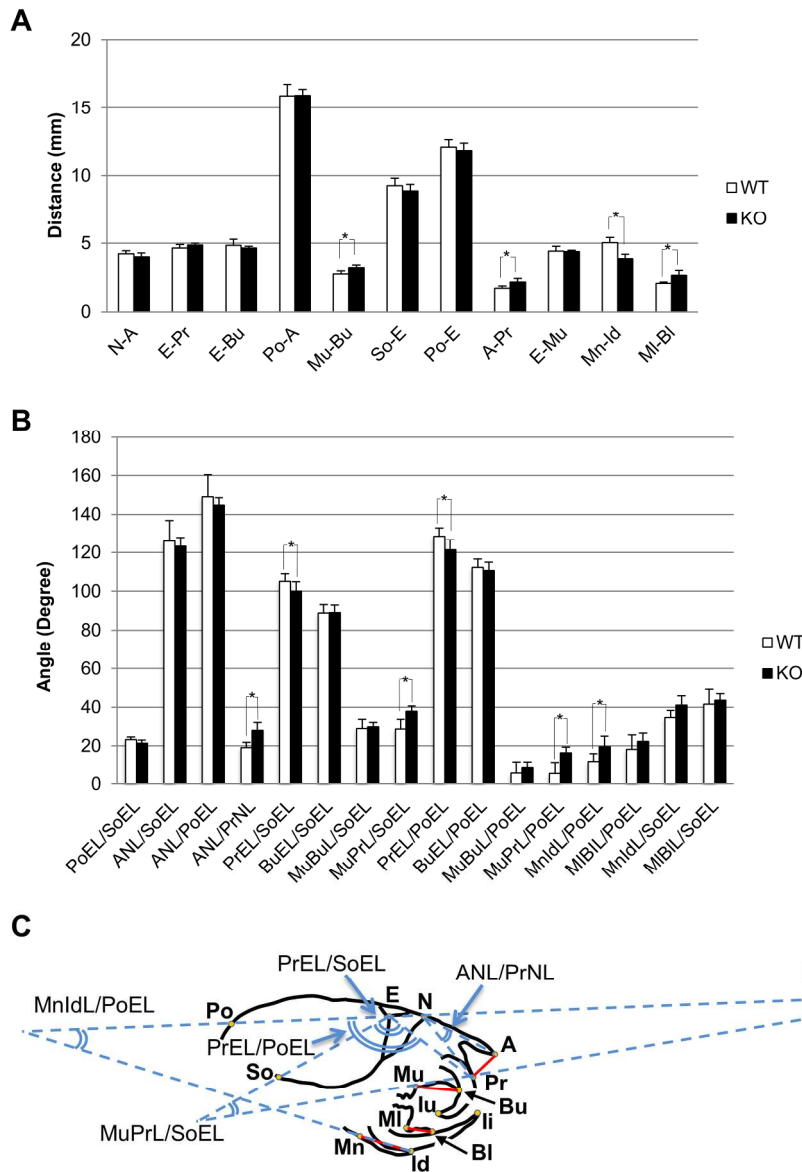 A
20
15
10
5
0
Distance (mm)
* * * *
WT
KO
N-A
E-Pr
E-Bu
Po-A
Mu-Bu
So-E
Po-E
A-Pr
E-Mu
Mn-Id
Ml-Bl
B
180
160
140
120
100
80
60
40
20
0
Angle (Degree)
* * * * * *
WT
KO
PoEL/SoEL
ANL/SoEL
ANL/PoEL
ANL/PrNL
PrEL/SoEL
BuEL/SoEL
MuBuL/SoEL
MuPrL/SoEL
PrEL/PoEL
BuEL/PoEL
MuBuL/PoEL
MuPrL/PoEL
MnIdL/PoEL
MlBlL/PoEL
MnIdL/SoEL
MlBlL/SoEL
C
PrEL/SoEL
ANL/PrNL
MnIdL/PoEL
Po
E
N
PrEL/PoEL
A
So
Mu
Pr
Iu
Bu
Ii
MuPrL/SoEL
Ml
Mn
Bl
Id